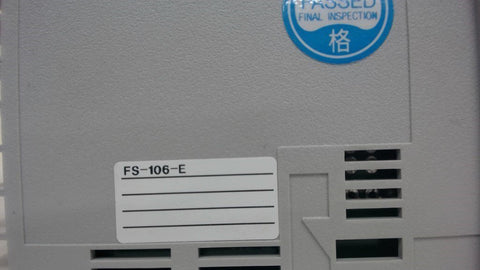 PASSED
FINAL INSPECTION
格
FS-106-E